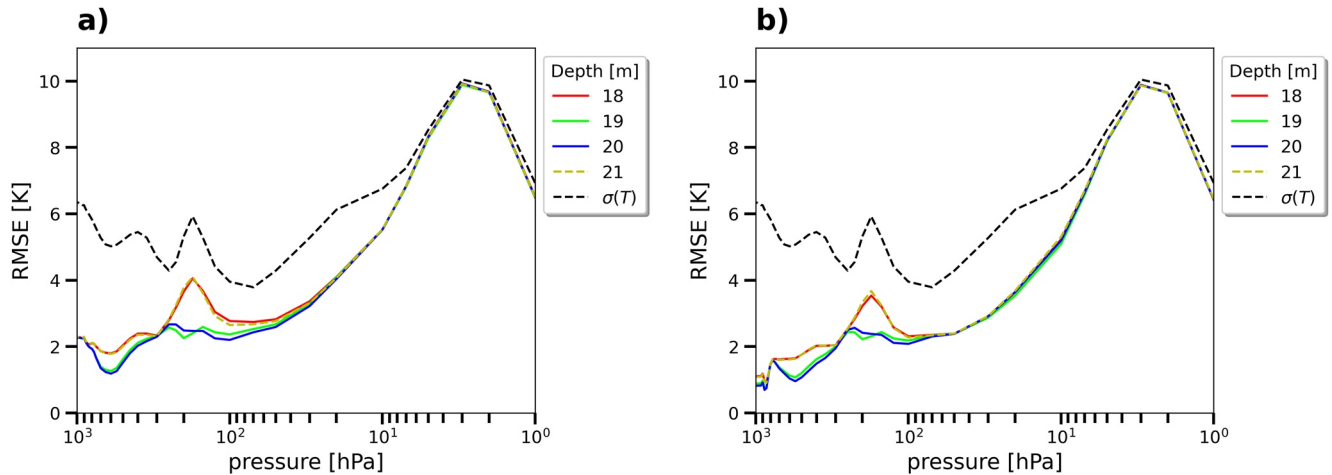 a)
RMSE [K]
10
8
6
4
2
0
10³
10²
10¹
10⁰
pressure [hPa]
Depth [m]
18
19
20
21
σ(T)
b)
RMSE [K]
10
8
6
4
2
0
10³
10²
10¹
10⁰
pressure [hPa]
Depth [m]
18
19
20
21
σ(T)